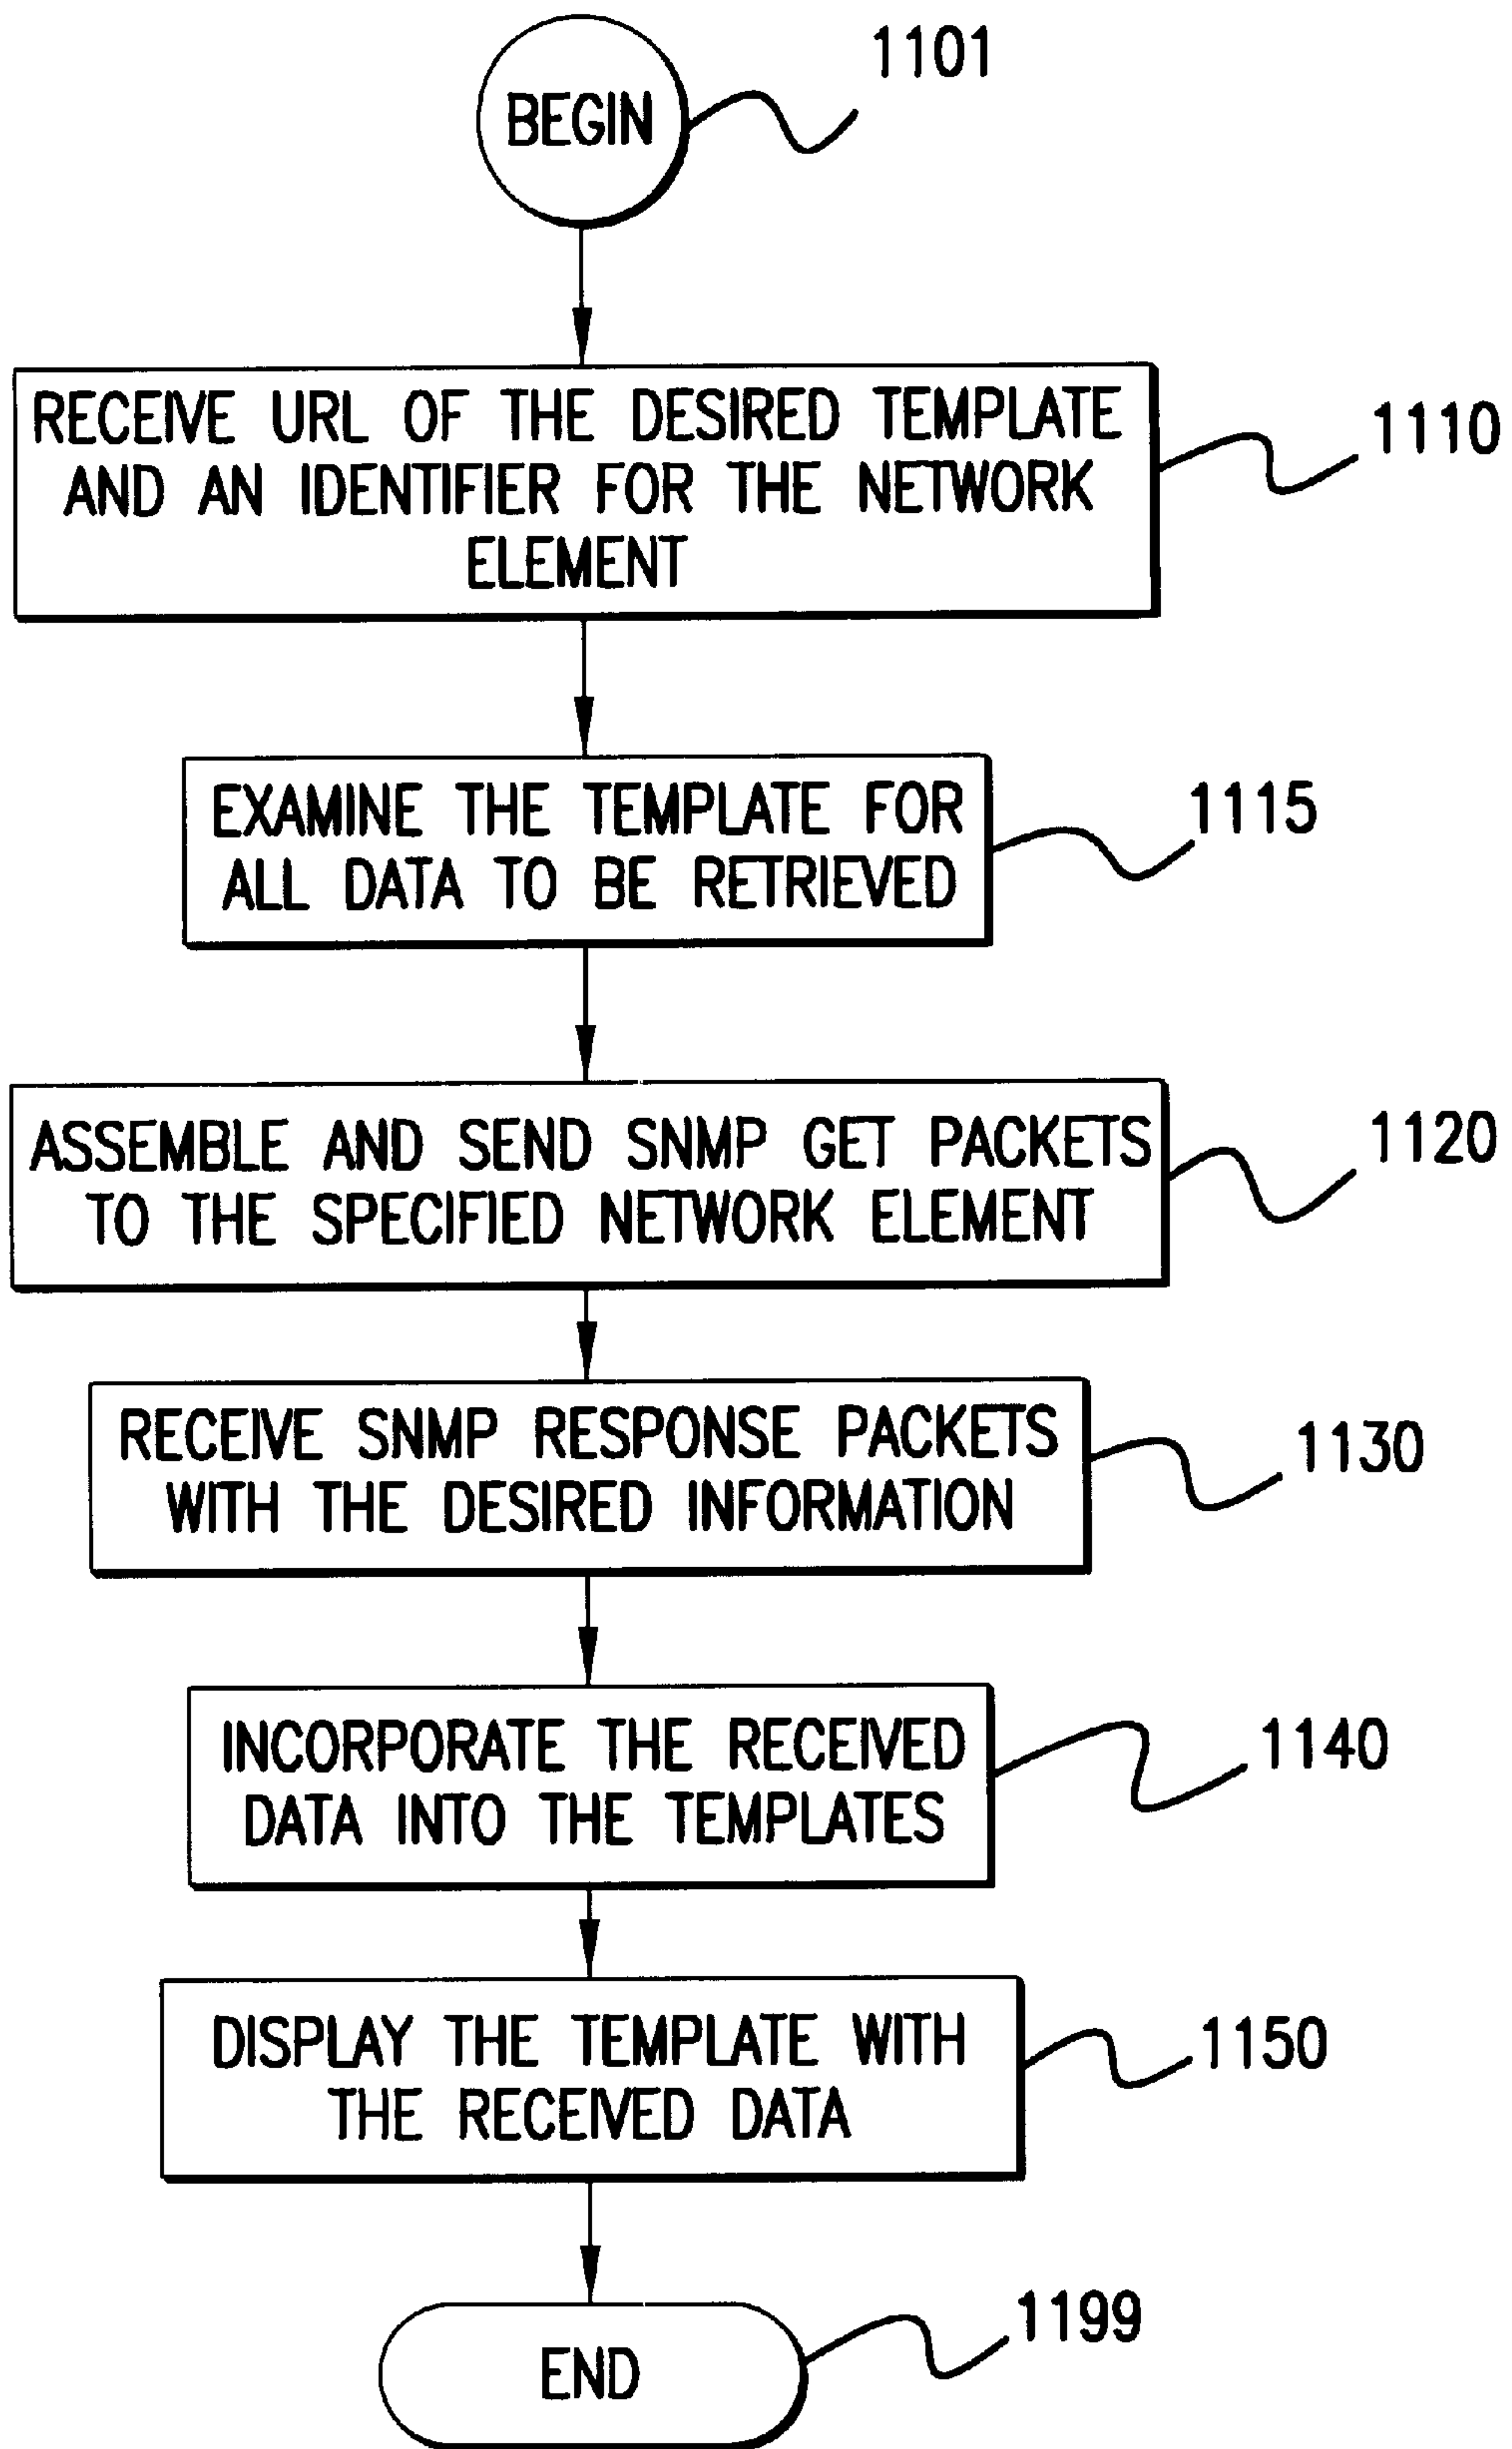 BEGIN
1101
RECEIVE URL OF THE DESIRED TEMPLATE
AND AN IDENTIFIER FOR THE NETWORK
ELEMENT
1110
EXAMINE THE TEMPLATE FOR
ALL DATA TO BE RETRIEVED
1115
ASSEMBLE AND SEND SNMP GET PACKETS
TO THE SPECIFIED NETWORK ELEMENT
1120
RECEIVE SNMP RESPONSE PACKETS
WITH THE DESIRED INFORMATION
1130
INCORPORATE THE RECEIVED
DATA INTO THE TEMPLATES
1140
DISPLAY THE TEMPLATE WITH
THE RECEIVED DATA
1150
END
1199